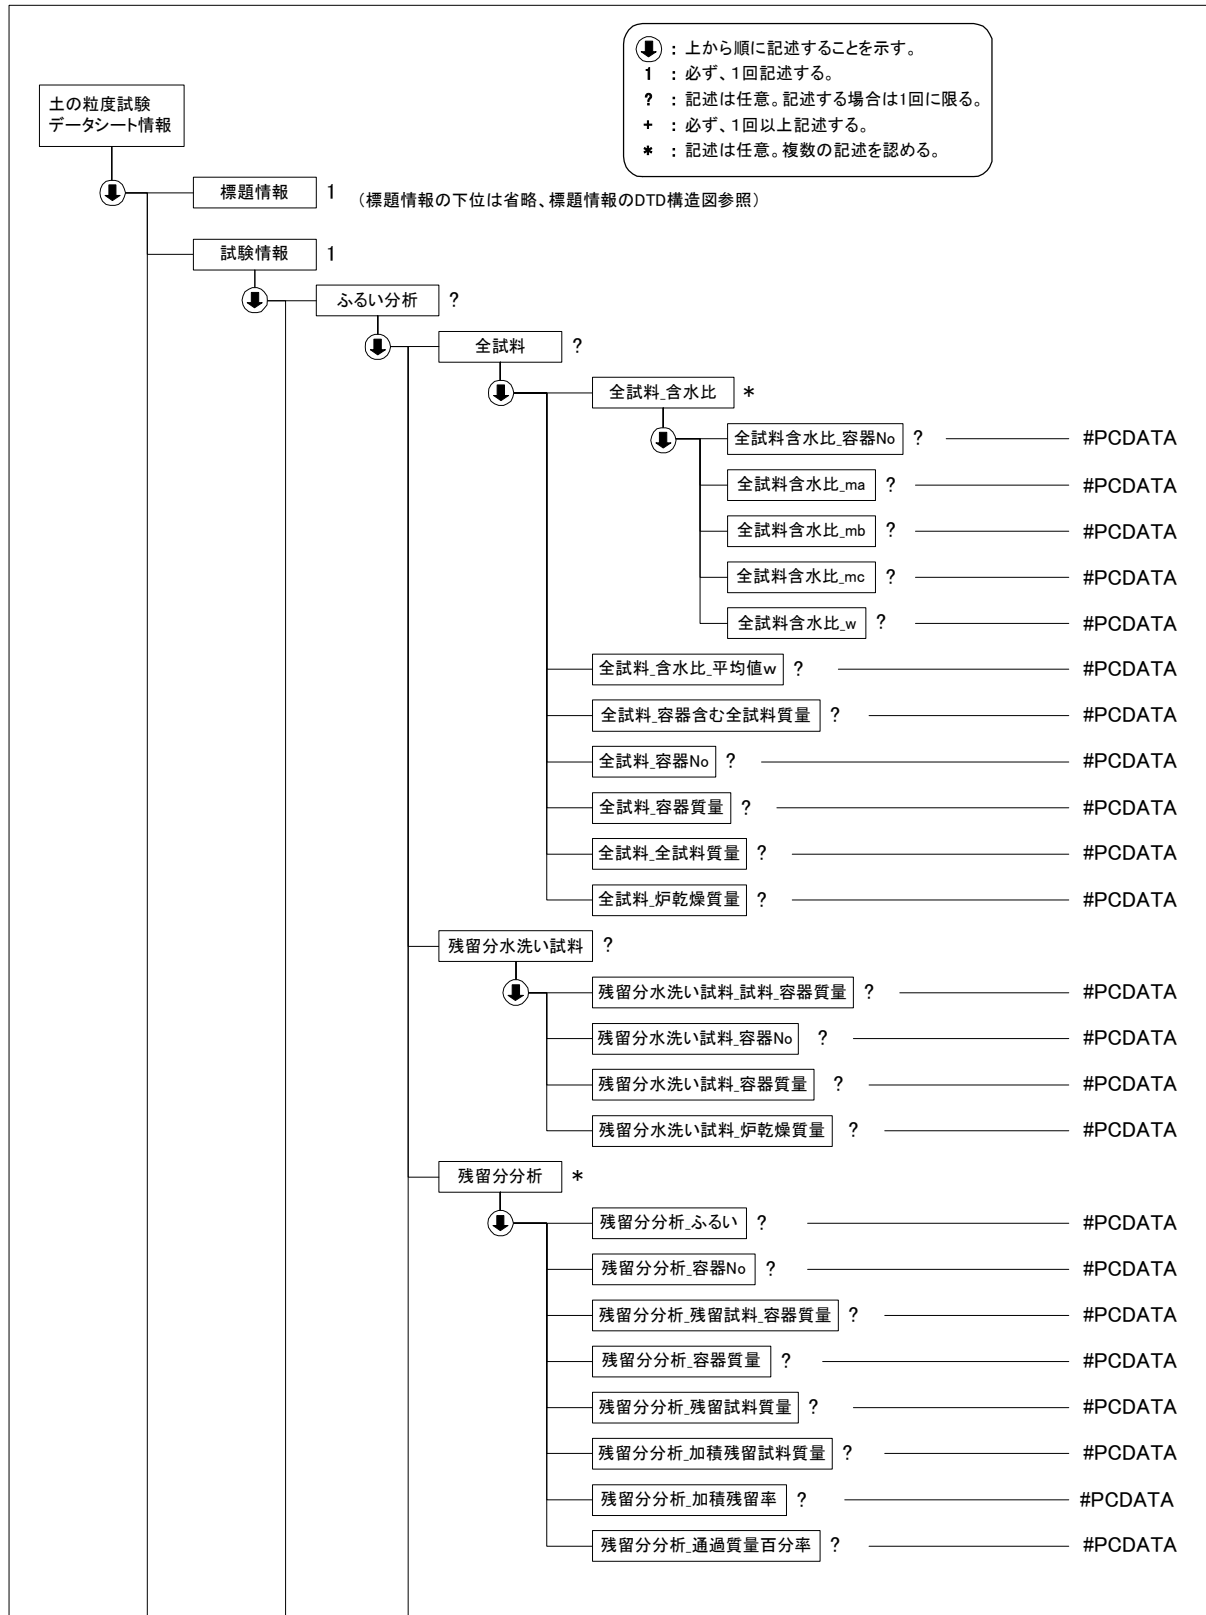 : 上から順に記述することを示す。
1 : 必ず、1回記述する。
? : 記述は任意。記述する場合は1回に限る。
+ : 必ず、1回以上記述する。
* : 記述は任意。複数の記述を認める。
土の粒度試験
データシート情報
標題情報 1 (標題情報の下位は省略、標題情報のDTD構造図参照)
試験情報 1
ふるい分析 ?
全試料 ?
全試料_含水比 *
全試料含水比_容器No ? #PCDATA
全試料含水比_ma ? #PCDATA
全試料含水比_mb ? #PCDATA
全試料含水比_mc ? #PCDATA
全試料含水比_w ? #PCDATA
全試料_含水比_平均値w ? #PCDATA
全試料_容器含む全試料質量 ? #PCDATA
全試料_容器No ? #PCDATA
全試料_容器質量 ? #PCDATA
全試料_全試料質量 ? #PCDATA
全試料_炉乾燥質量 ? #PCDATA
残留分水洗い試料 ?
残留分水洗い試料_試料_容器質量 ? #PCDATA
残留分水洗い試料_容器No ? #PCDATA
残留分水洗い試料_容器質量 ? #PCDATA
残留分水洗い試料_炉乾燥質量 ? #PCDATA
残留分分析 *
残留分分析_ふるい ? #PCDATA
残留分分析_容器No ? #PCDATA
残留分分析_残留試料_容器質量 ? #PCDATA
残留分分析_容器質量 ? #PCDATA
残留分分析_残留試料質量 ? #PCDATA
残留分分析_加積残留試料質量 ? #PCDATA
残留分分析_加積残留率 ? #PCDATA
残留分分析_通過質量百分率 ? #PCDATA